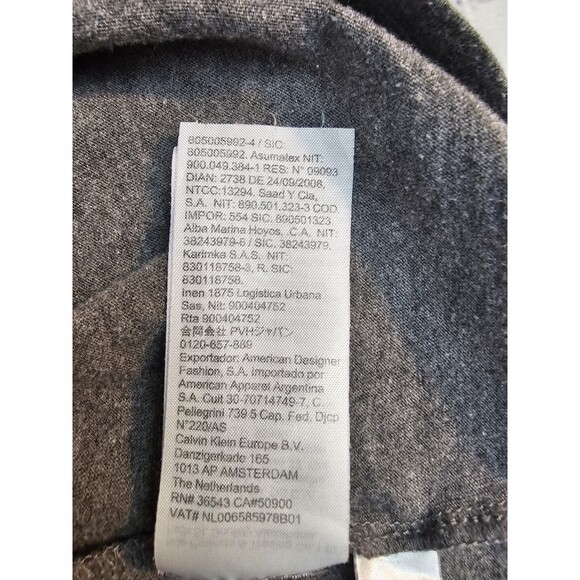 805005992-4 / SIC:
805005992. Asumatex NIT:
900.049.384-1 RES: N° 09093
DIAN: 2738 DE 24/09/2008,
NTCC:13294. Saad Y Cia,
S.A. NIT: 890.501.323-3 COD.
IMPOR: 554 SIC. 890501323
Alba Marina Hoyos, .C.A. NIT:
38243979-6 / SIC. 38243979.
Karimka S.A.S. NIT:
830118758-3, R. SIC:
830118758.
Inen 1875 Logistica Urbana
Sas, Nit: 900404752
Rta 900404752
合同会社 PVHジャパン
0120-657-889
Exportador: American Designer
Fashion, S.A. Importado por
American Apparel Argentina
S.A. Cuit 30-70714749-7, C.
Pellegrini 739 5 Cap. Fed. Djcp
N°220/AS
Calvin Klein Europe B.V.
Danzigerkade 165
1013 AP AMSTERDAM
The Netherlands
RN# 36543 CA#50900
VAT# NL006585978B01